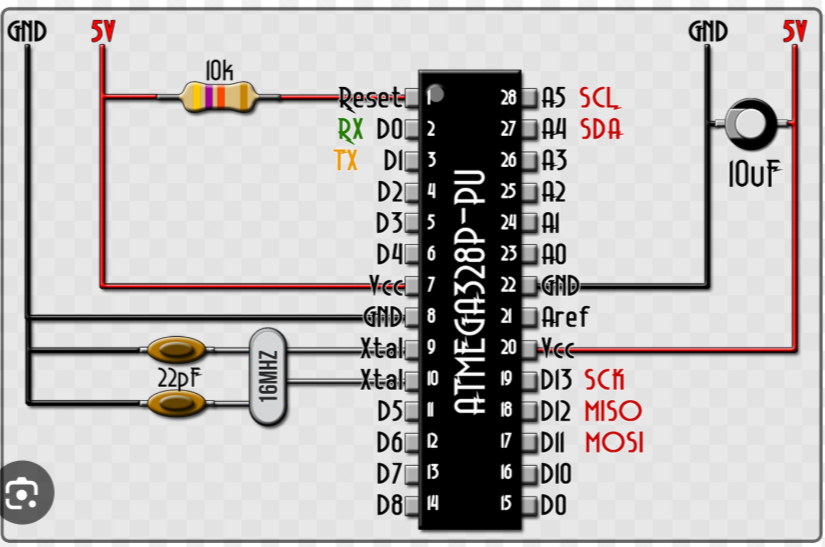 GND 5V GND 5V
10k
Reset 1 28 A5 SCL
RX D0 2 27 A4 SDA
TX D1 3 26 A3
10uF
D2 4 25 A2
D3 5 24 A1
D4 6 23 A0
Vcc 7 22 GND
GND 8 21 Aref
Xtal 9 20 Vcc
22pF
Xtal 10 19 D13 SCK
D5 11 18 D12 MISO
D6 12 17 D11 MOSI
D7 13 16 D10
D8 14 15 D0
16MHZ
ATMEGA328P-PU